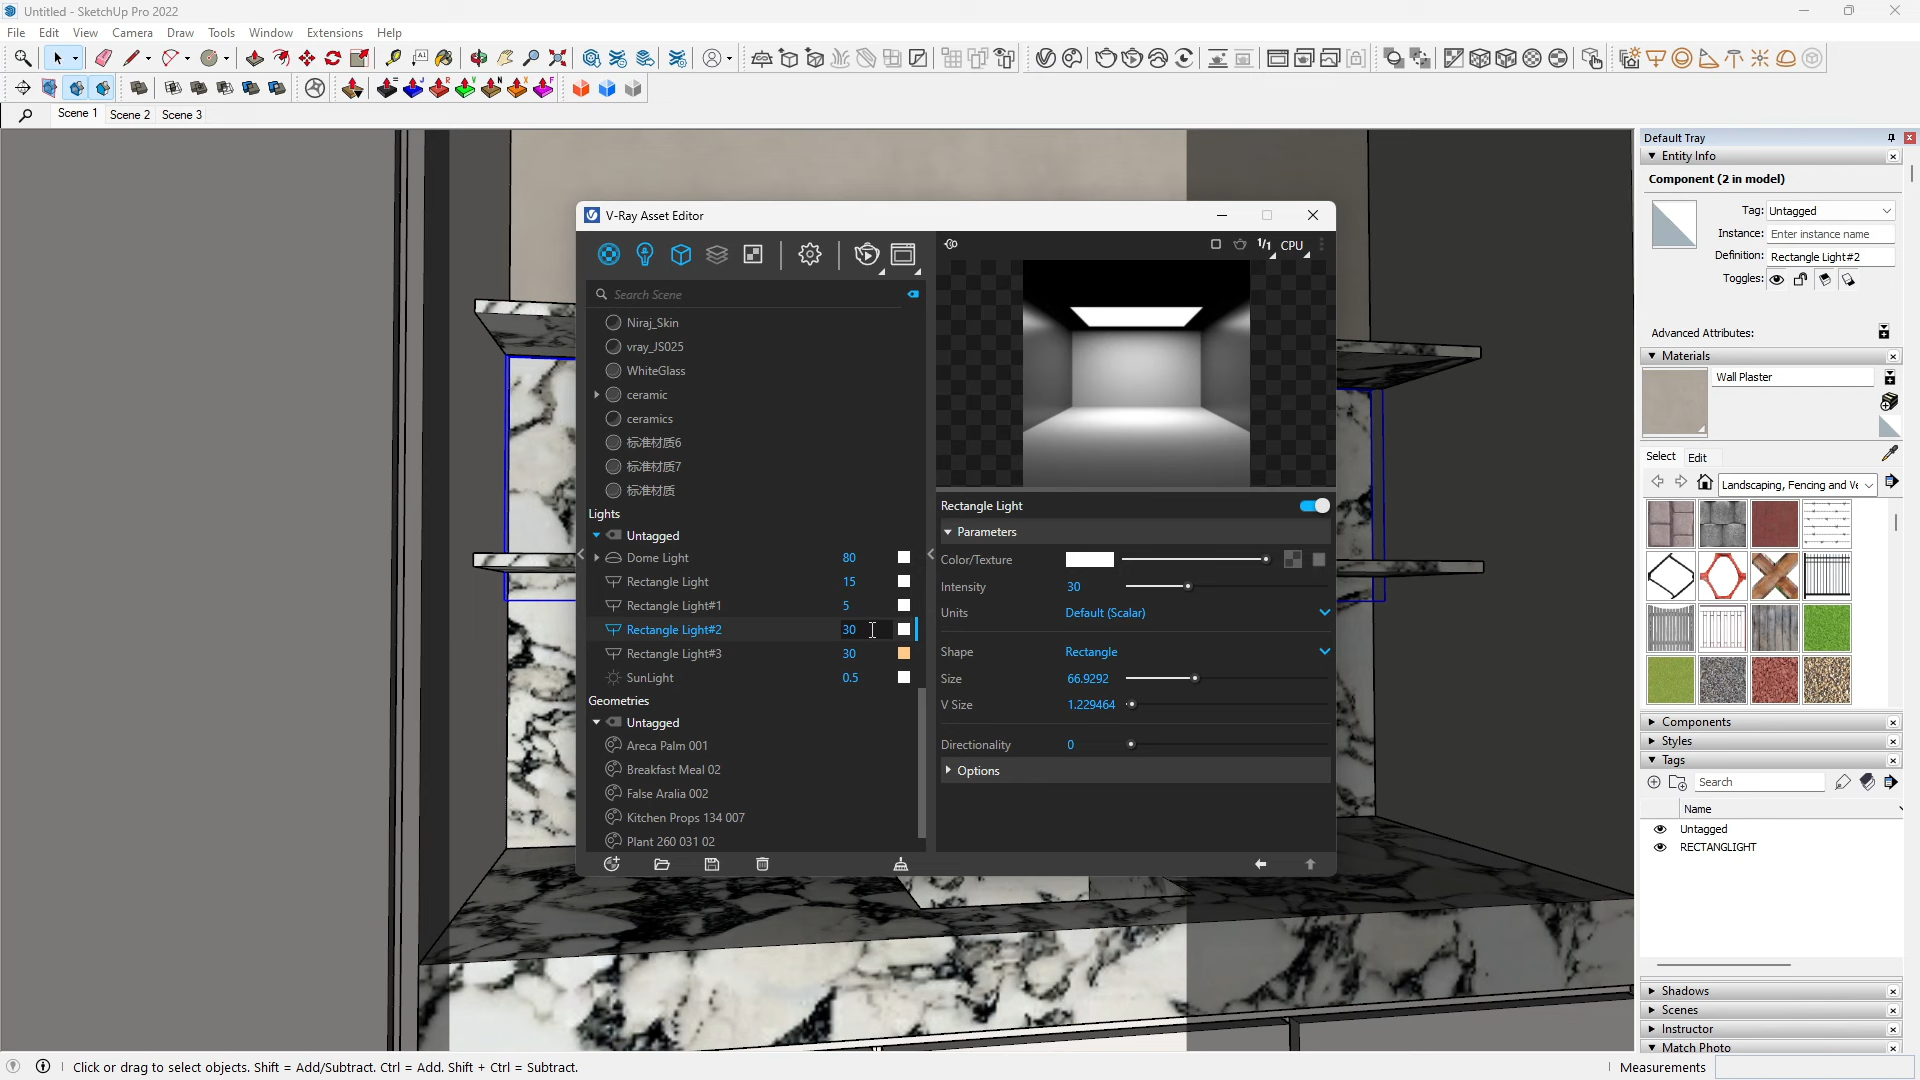 Untitled - SketchUp Pro 2022
File Edit View Camera Draw Tools Window Extensions Help
Scene 1 Scene 2 Scene 3
V-Ray Asset Editor
Search Scene
Niraj_Skin
vray_JS025
WhiteGlass
ceramic
ceramics
标准材质6
标准材质7
标准材质
Lights
Untagged
Dome Light 80
Rectangle Light 15
Rectangle Light#1 5
Rectangle Light#2 30
Rectangle Light#3 30
SunLight 0.5
Geometries
Untagged
Areca Palm 001
Breakfast Meal 02
False Aralia 002
Kitchen Props 134 007
Plant 260 031 02
1/1 CPU
Rectangle Light
Parameters
Color/Texture
Intensity 30
Units Default (Scalar)
Shape Rectangle
Size 66.9292
V Size 1.229464
Directionality 0
Options
Default Tray
Entity Info
Component (2 in model)
Tag: Untagged
Instance: Enter instance name
Definition: Rectangle Light#2
Toggles:
Advanced Attributes:
Materials
Wall Plaster
Select Edit
Landscaping, Fencing and Ve
Components
Styles
Tags
Search
Name
Untagged
RECTANGLIGHT
Shadows
Scenes
Instructor
Match Photo
Click or drag to select objects. Shift = Add/Subtract. Ctrl = Add. Shift + Ctrl = Subtract.
Measurements